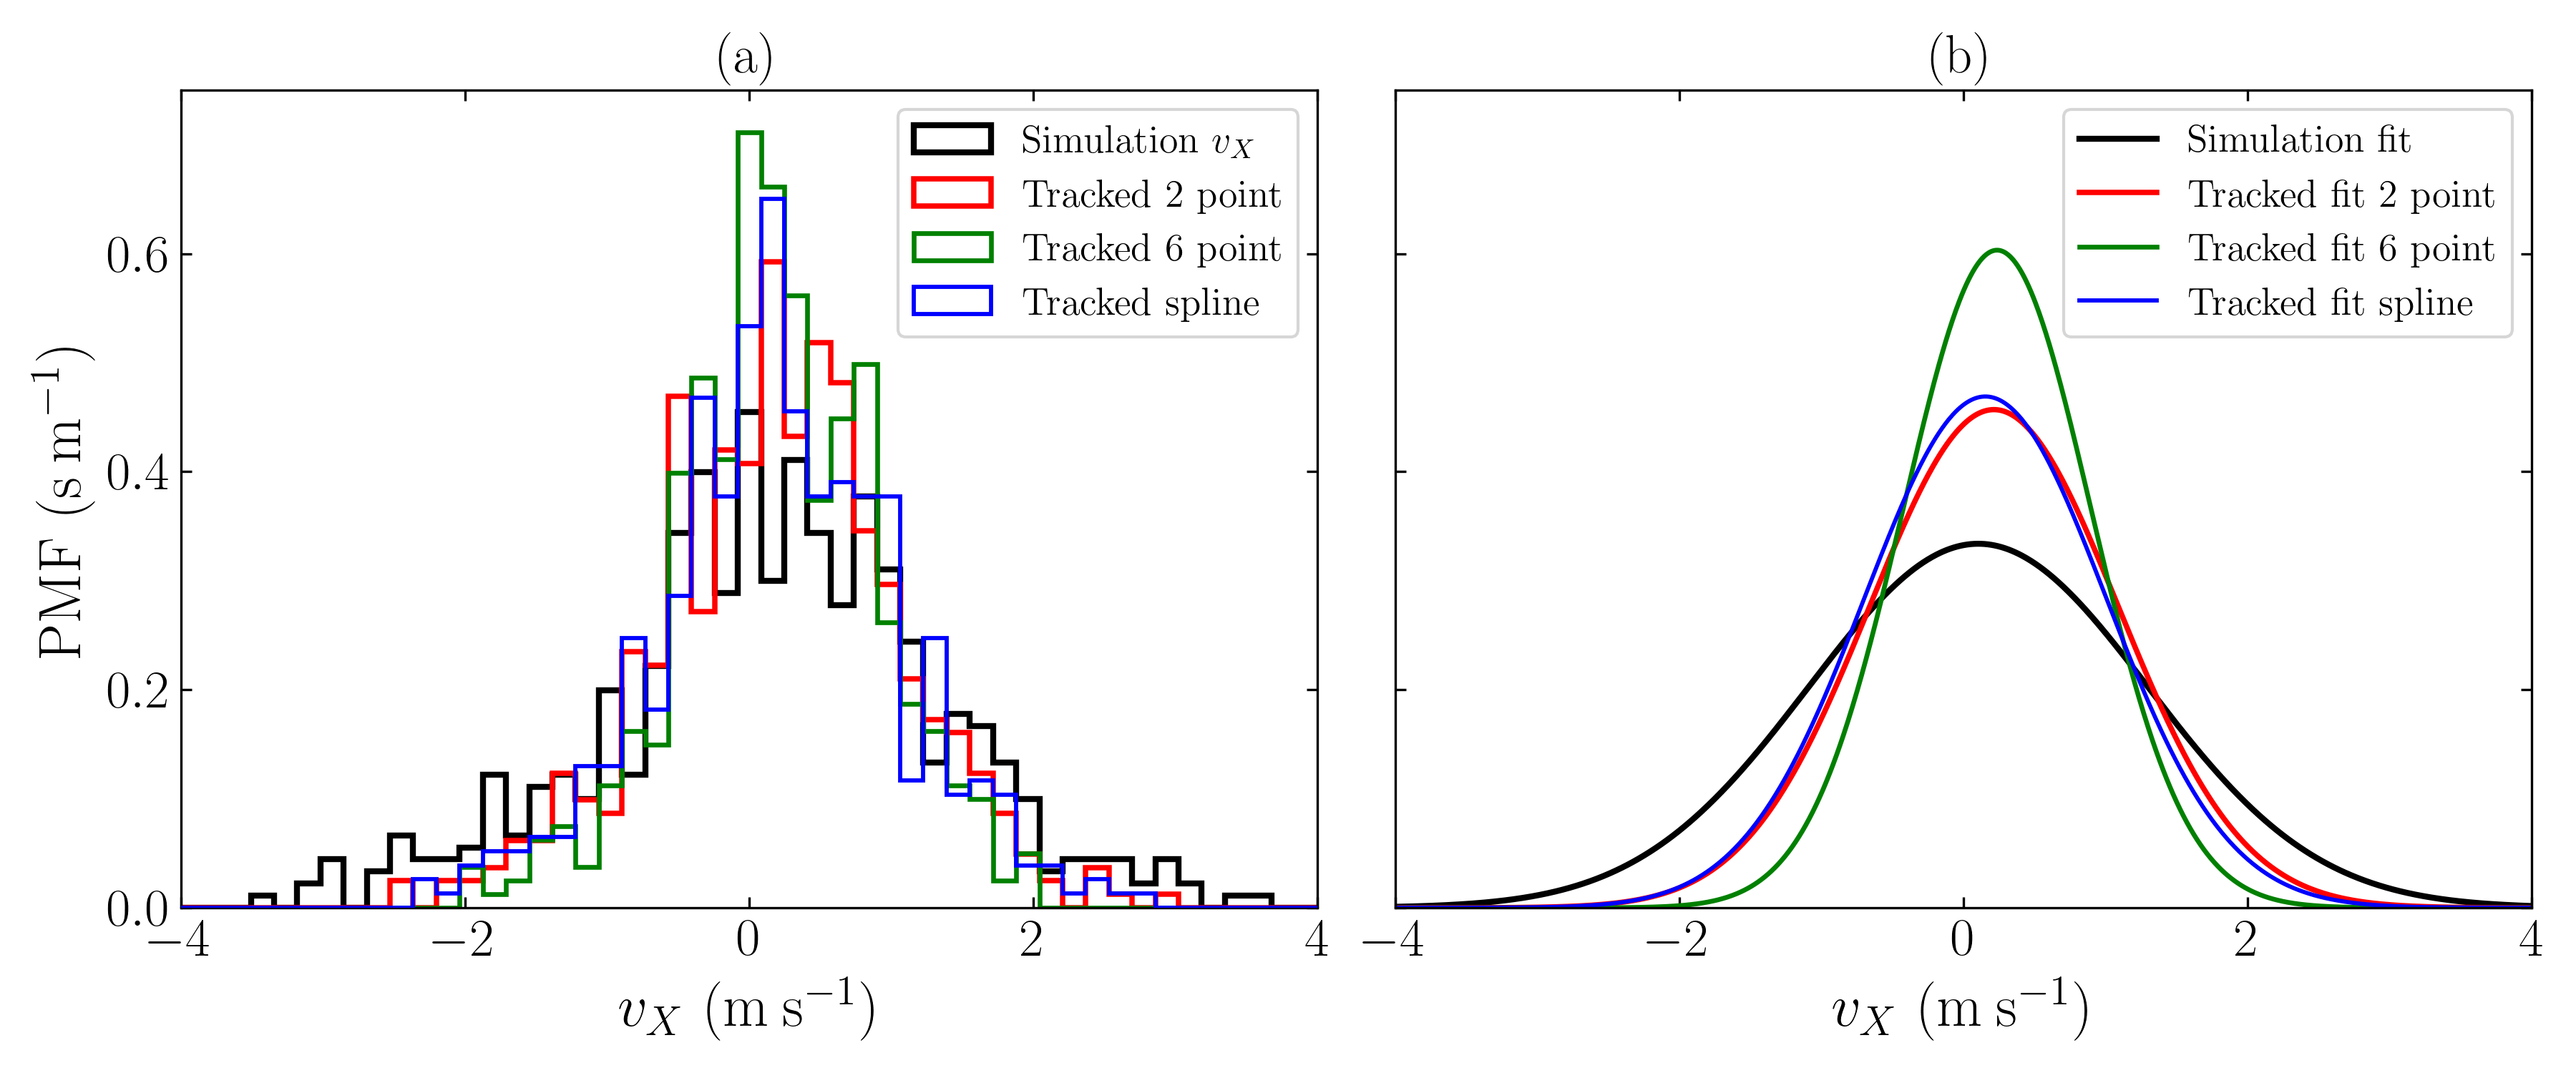 (a)
Simulation v_X
Tracked 2 point
Tracked 6 point
Tracked spline
PMF (s m⁻¹)
0.6
0.4
0.2
0.0
−4 −2 0 2 4
v_X (m s⁻¹)
(b)
Simulation fit
Tracked fit 2 point
Tracked fit 6 point
Tracked fit spline
−4 −2 0 2 4
v_X (m s⁻¹)